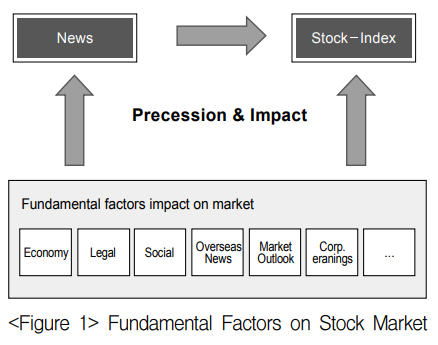 News
Stock-Index
Precession & Impact
Fundamental factors impact on market
Economy
Legal
Social
Overseas
News
Market
Outlook
Corp.
eranings
...
<Figure 1> Fundamental Factors on Stock Market